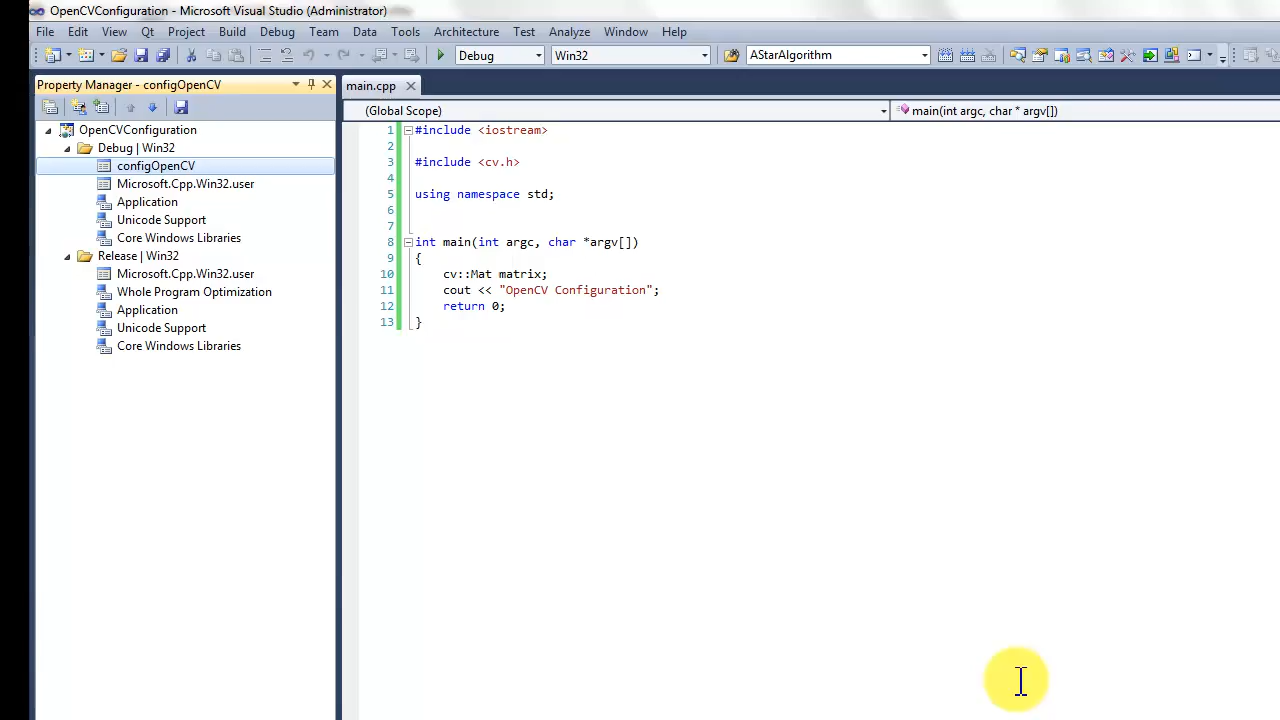 OpenCVConfiguration - Microsoft Visual Studio (Administrator)
File Edit View Qt Project Build Debug Team Data Tools Architecture Test Analyze Window Help
Debug Win32 AStarAlgorithm
Property Manager - configOpenCV
main.cpp
(Global Scope) main(int argc, char * argv[])
OpenCVConfiguration
Debug | Win32
configOpenCV
Microsoft.Cpp.Win32.user
Application
Unicode Support
Core Windows Libraries
Release | Win32
Microsoft.Cpp.Win32.user
Whole Program Optimization
Application
Unicode Support
Core Windows Libraries
1 #include <iostream>
2
3 #include <cv.h>
4
5 using namespace std;
6
7
8 int main(int argc, char *argv[])
9 {
10 cv::Mat matrix;
11 cout << "OpenCV Configuration";
12 return 0;
13 }